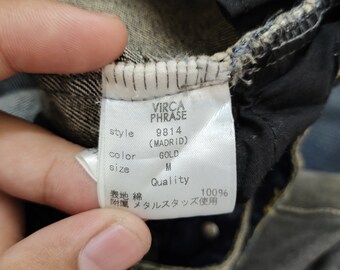 VIRCA
PHRASE
style 9814
(MADRID)
color GOLD
size M
Quality
表地 綿 100%
附属 メタルスタッズ使用